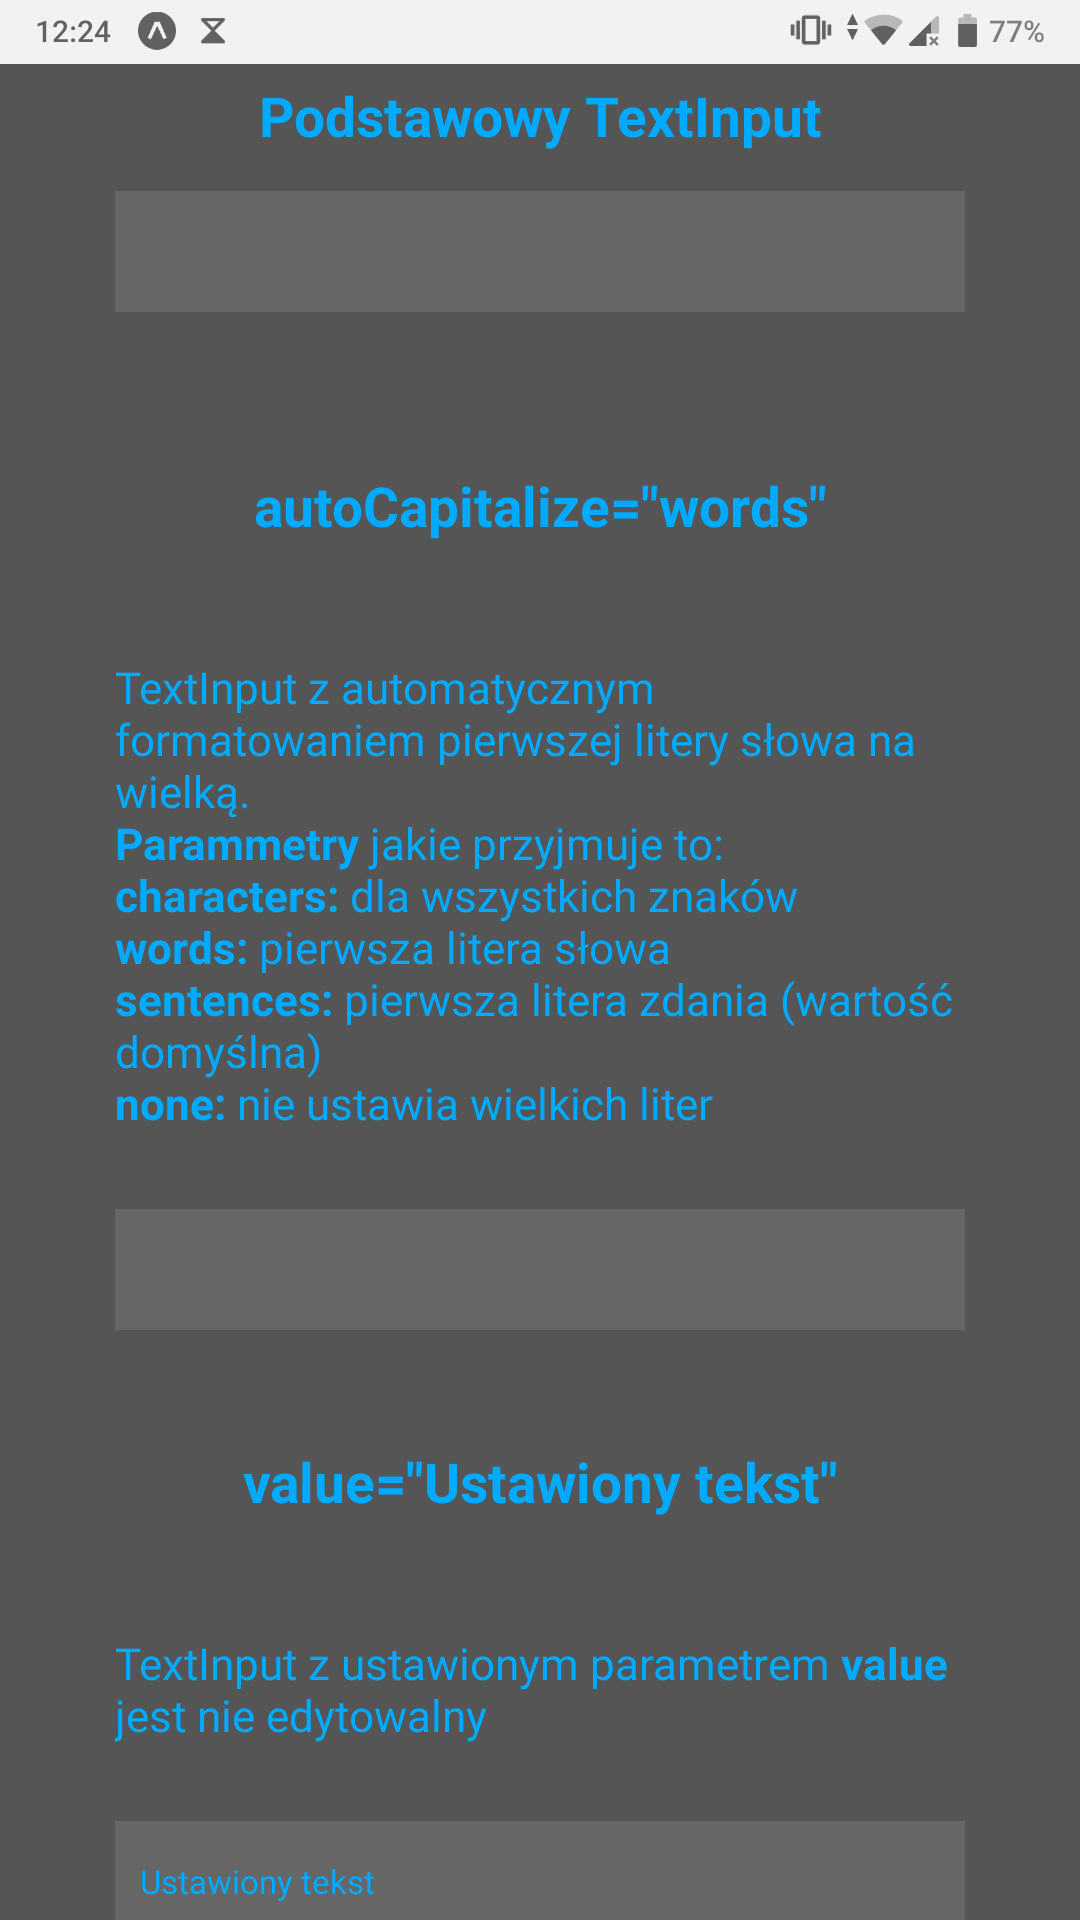 12:24
77%
Podstawowy TextInput
autoCapitalize="words"
TextInput z automatycznym
formatowaniem pierwszej litery słowa na
wielką.
Parammetry jakie przyjmuje to:
characters: dla wszystkich znaków
words: pierwsza litera słowa
sentences: pierwsza litera zdania (wartość
domyślna)
none: nie ustawia wielkich liter
value="Ustawiony tekst"
TextInput z ustawionym parametrem value
jest nie edytowalny
Ustawiony tekst